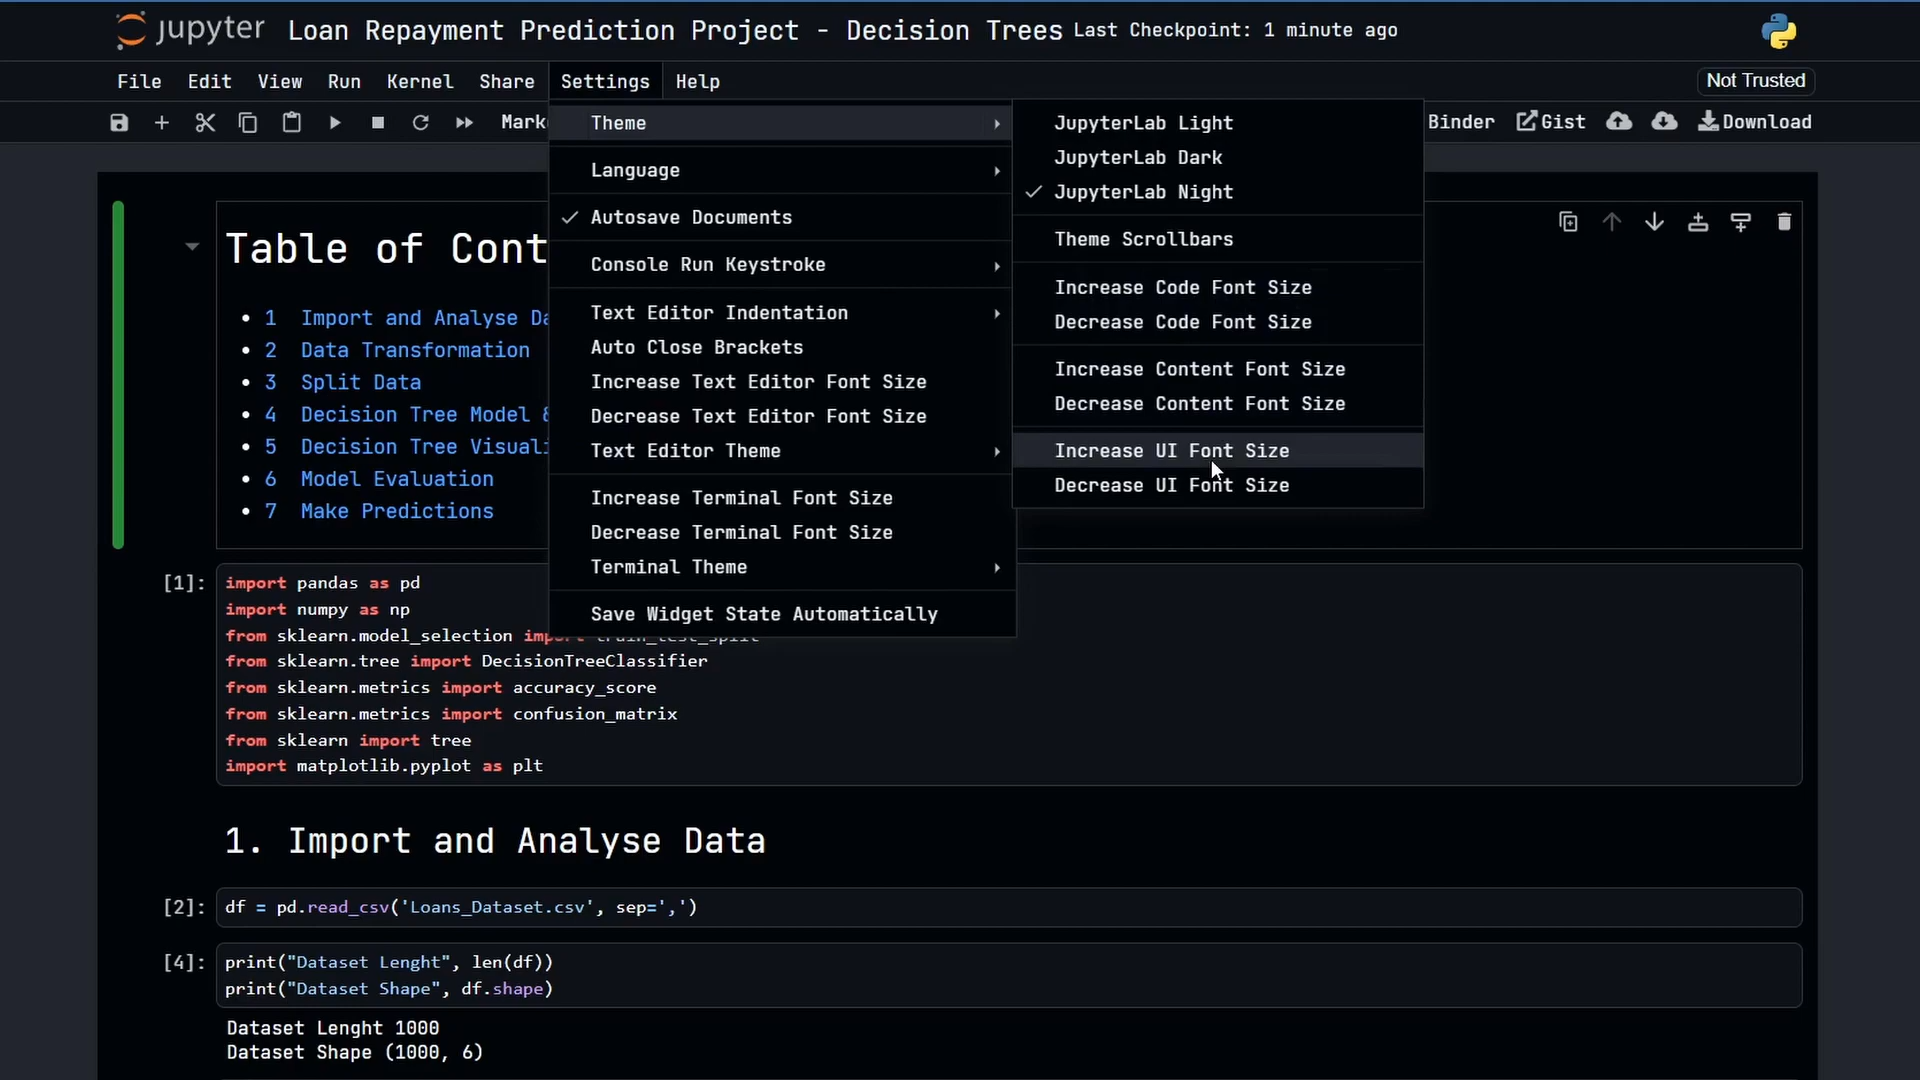 jupyter Loan Repayment Prediction Project - Decision Trees Last Checkpoint: 1 minute ago
File Edit View Run Kernel Share Settings Help Not Trusted
Mark Binder Gist Download
Theme
Language
Autosave Documents
Console Run Keystroke
Text Editor Indentation
Auto Close Brackets
Increase Text Editor Font Size
Decrease Text Editor Font Size
Text Editor Theme
Increase Terminal Font Size
Decrease Terminal Font Size
Terminal Theme
Save Widget State Automatically
JupyterLab Light
JupyterLab Dark
JupyterLab Night
Theme Scrollbars
Increase Code Font Size
Decrease Code Font Size
Increase Content Font Size
Decrease Content Font Size
Increase UI Font Size
Decrease UI Font Size
Table of Cont
1 Import and Analyse Da
2 Data Transformation
3 Split Data
4 Decision Tree Model &
5 Decision Tree Visuali
6 Model Evaluation
7 Make Predictions
[1]:
import pandas as pd
import numpy as np
from sklearn.model_selection import train_test_split
from sklearn.tree import DecisionTreeClassifier
from sklearn.metrics import accuracy_score
from sklearn.metrics import confusion_matrix
from sklearn import tree
import matplotlib.pyplot as plt
1. Import and Analyse Data
[2]: df = pd.read_csv('Loans_Dataset.csv', sep=',')
[4]: print("Dataset Lenght", len(df))
print("Dataset Shape", df.shape)
Dataset Lenght 1000
Dataset Shape (1000, 6)